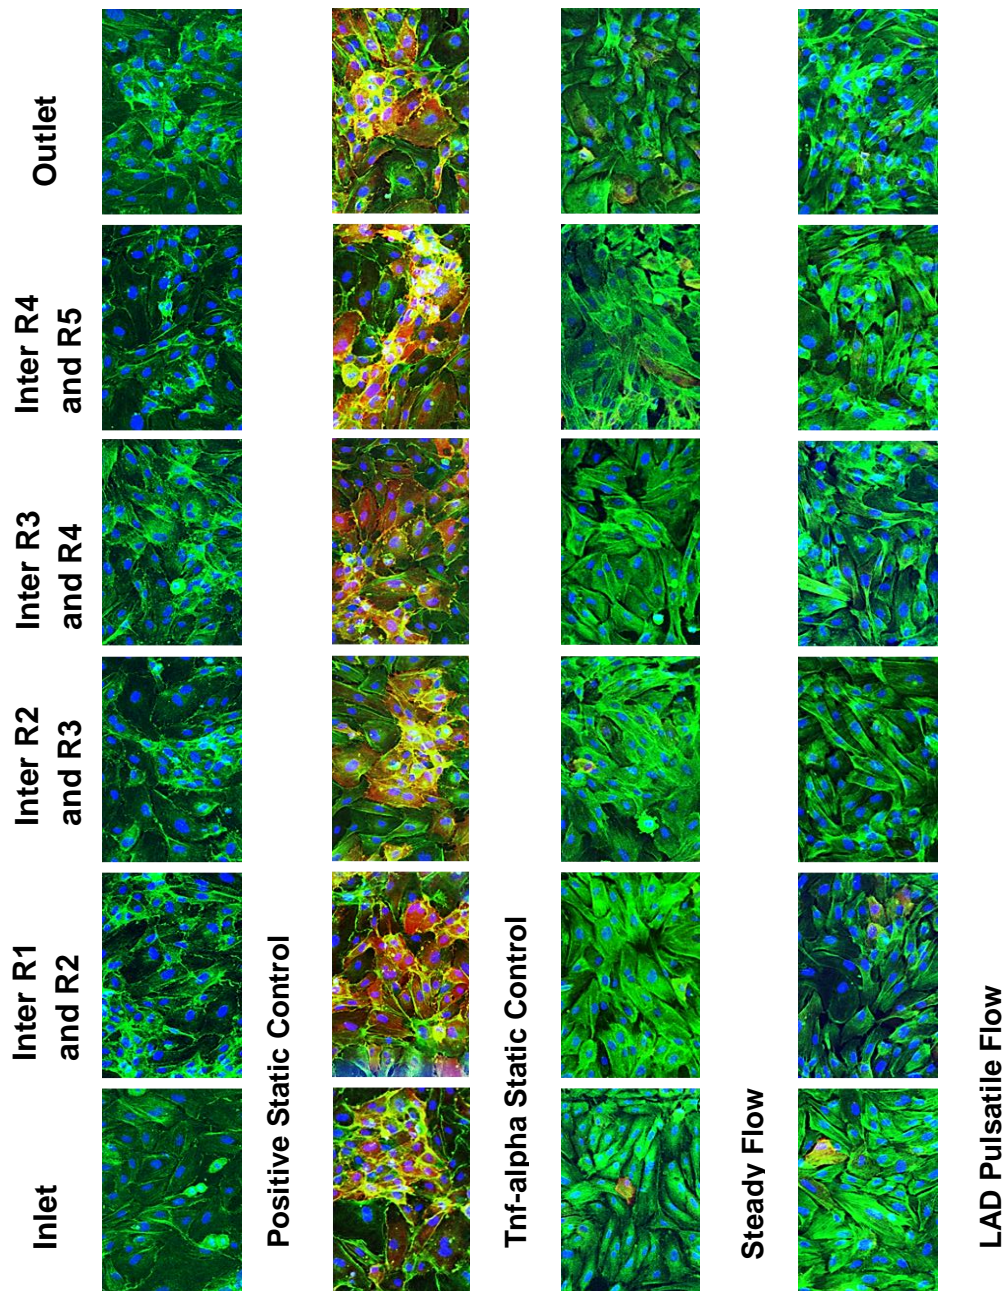 Inlet
Inter R1
and R2
Inter R2
and R3
Inter R3
and R4
Inter R4
and R5
Outlet
Positive Static Control
Tnf-alpha Static Control
Steady Flow
LAD Pulsatile Flow